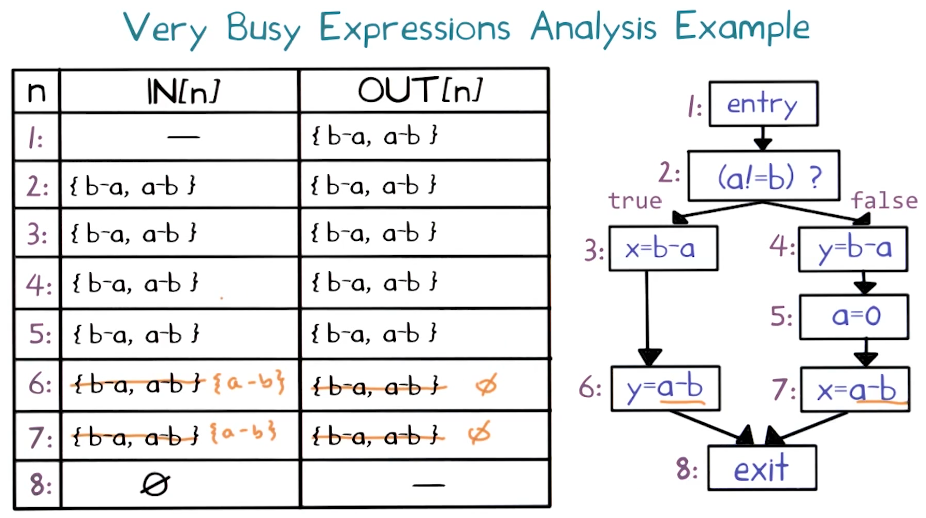 Very Busy Expressions Analysis Example
n IN[n] OUT[n]
1: — { b-a, a-b }
2: { b-a, a-b } { b-a, a-b }
3: { b-a, a-b } { b-a, a-b }
4: { b-a, a-b } { b-a, a-b }
5: { b-a, a-b } { b-a, a-b }
6: { b-a, a-b } {a-b} { b-a, a-b } ∅
7: { b-a, a-b } {a-b} { b-a, a-b } ∅
8: ∅ —
1: entry
2: (a!=b) ?
true false
3: x=b-a 4: y=b-a
5: a=0
6: y=a-b 7: x=a-b
8: exit